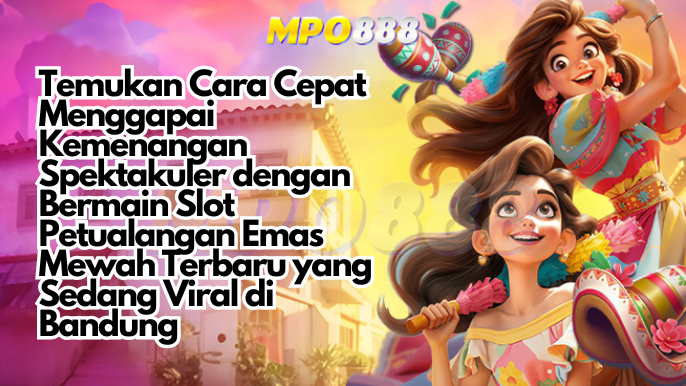 MPO888
Temukan Cara Cepat
Menggapai
Kemenangan
Spektakuler dengan
Bermain Slot
Petualangan Emas
Mewah Terbaru yang
Sedang Viral di
Bandung
MPO888